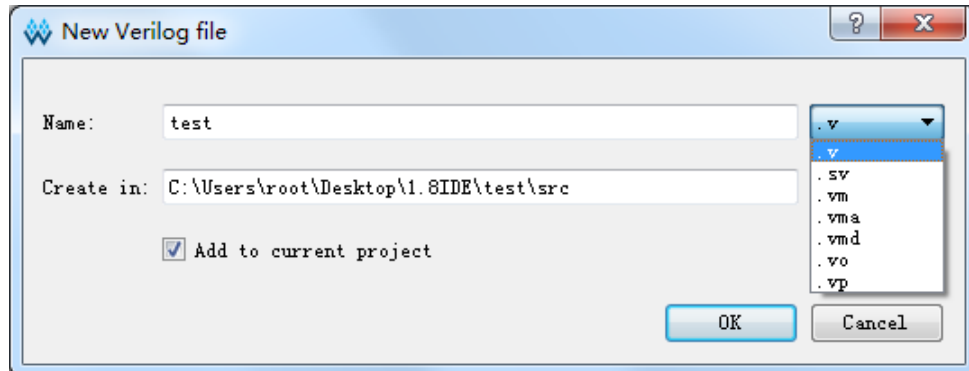 New Verilog file
Name: test .v
.v
.sv
.vm
.vma
.vmd
.vo
.vp
Create in: C:\Users\root\Desktop\1.8IDE\test\src
Add to current project
OK Cancel